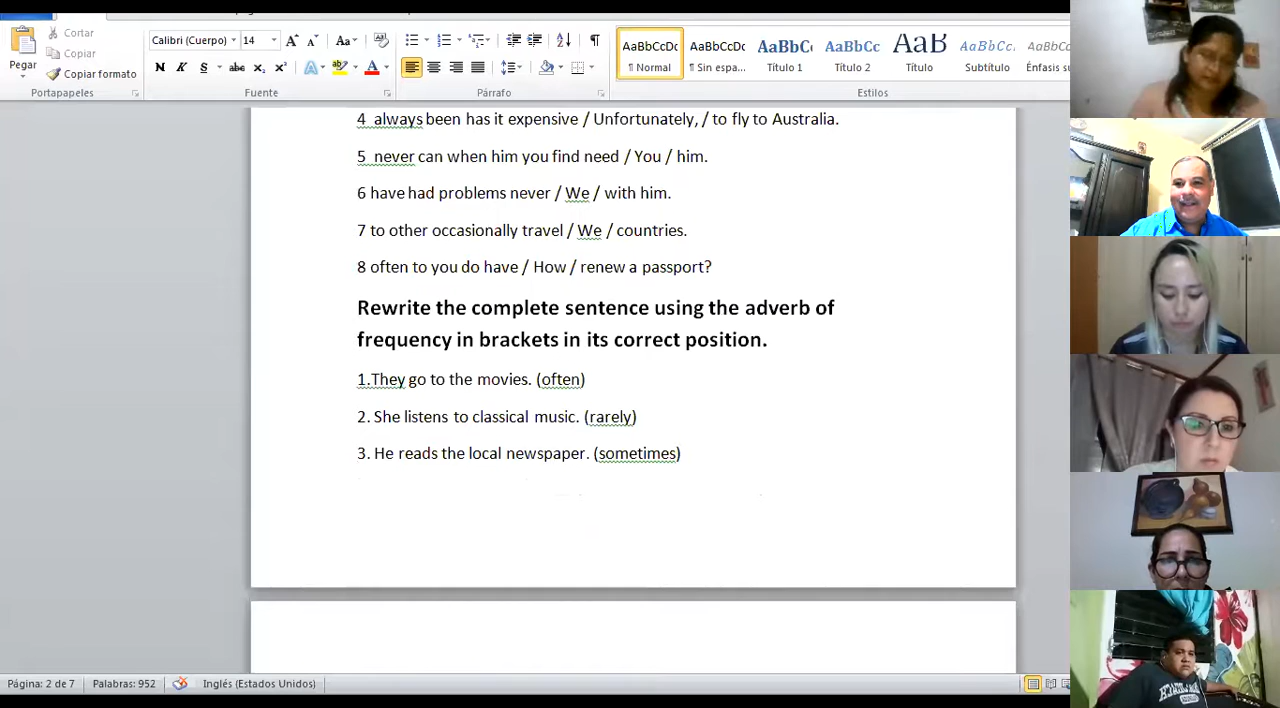 Cortar
Copiar
Copiar formato
Pegar
Portapapeles
Calibri (Cuerpo) 14
N K S abc x₂ x²
Fuente
Párrafo
AaBbCcDc AaBbCcDc AaBbC AaBbCc AaB AaBbCc AaBbCc
¶ Normal ¶ Sin espa... Título 1 Título 2 Título Subtítulo Énfasis
Estilos
4 always been has it expensive / Unfortunately, / to fly to Australia.
5 never can when him you find need / You / him.
6 have had problems never / We / with him.
7 to other occasionally travel / We / countries.
8 often to you do have / How / renew a passport?
Rewrite the complete sentence using the adverb of
frequency in brackets in its correct position.
1.They go to the movies. (often)
2. She listens to classical music. (rarely)
3. He reads the local newspaper. (sometimes)
Página: 2 de 7 Palabras: 952 Inglés (Estados Unidos)